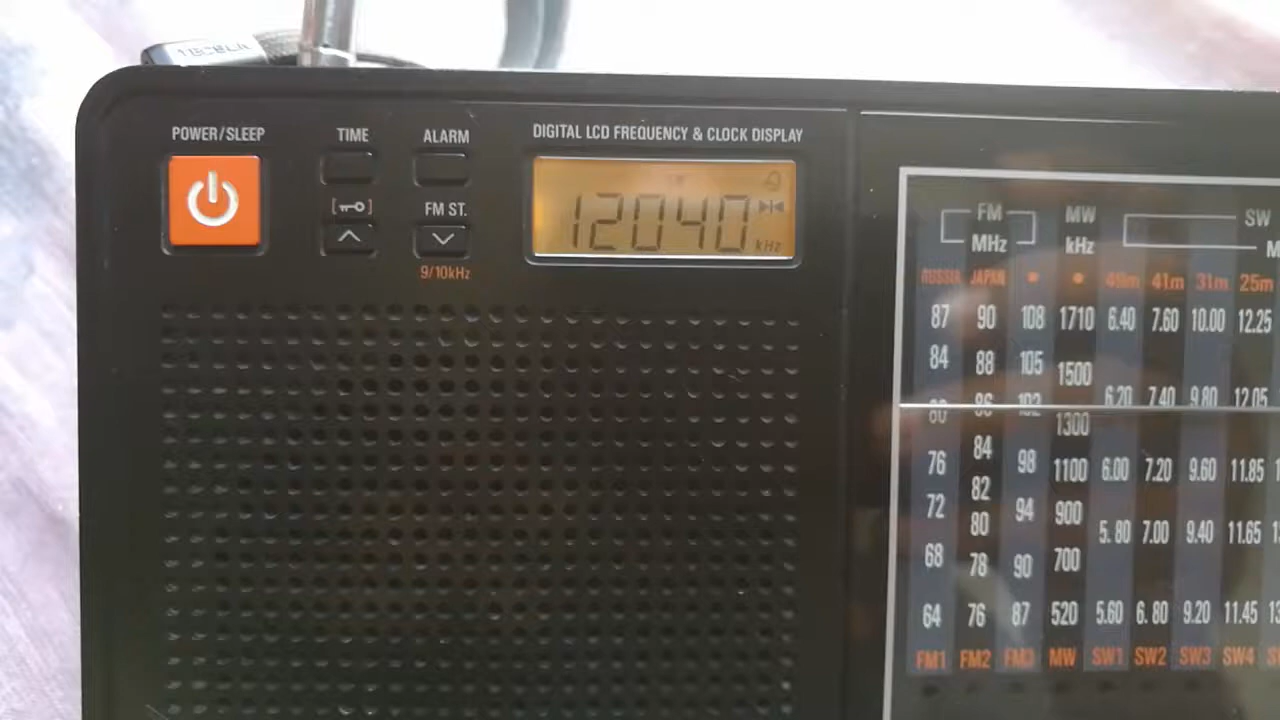 POWER/SLEEP
TIME
ALARM
DIGITAL LCD FREQUENCY & CLOCK DISPLAY
FM ST.
9/10kHz
12040
kHz
FM
MHz
MW
kHz
SW
RUSSIA JAPAN 49m 41m 31m 25m
87 90 108 1710 6.40 7.60 10.00 12.25
84 88 105 1500
80 86 102 1300 6.20 7.40 9.80 12.05
76 84 98 1100 6.00 7.20 9.60 11.85
72 82 94 900
68 80 90 700 5.80 7.00 9.40 11.65
78
64 76 87 520 5.60 6.80 9.20 11.45
FM1 FM2 FM3 MW SW1 SW2 SW3 SW4